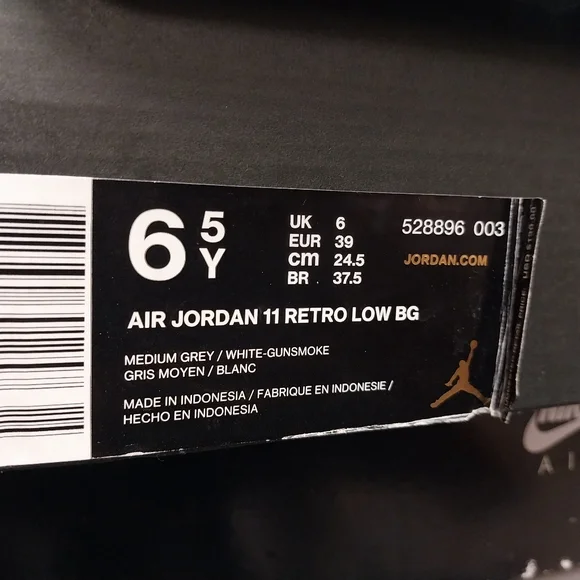 6 5 Y
UK 6
EUR 39
cm 24.5
BR 37.5
528896 003
JORDAN.COM
AIR JORDAN 11 RETRO LOW BG
MEDIUM GREY / WHITE-GUNSMOKE
GRIS MOYEN / BLANC
MADE IN INDONESIA / FABRIQUE EN INDONESIE /
HECHO EN INDONESIA